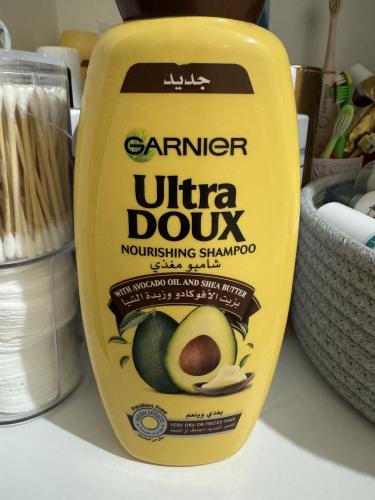 جديد
GARNIER
Ultra
DOUX
NOURISHING SHAMPOO
شامبو مغذي
WITH AVOCADO OIL AND SHEA BUTTER
بزيت الافوكادو وزبدة الشيا
Paraben Free
يغذي وينعم
VERY DRY OR FRIZZY HAIR